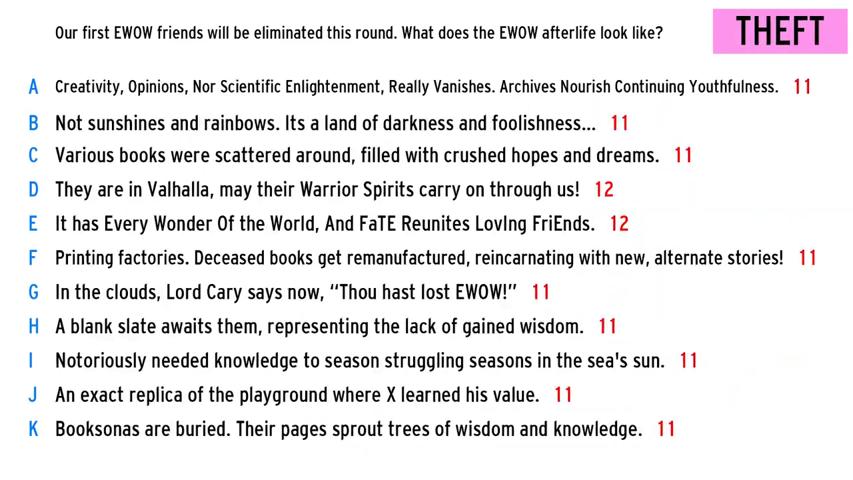 Our first EWOW friends will be eliminated this round. What does the EWOW afterlife look like?
THEFT
A Creativity, Opinions, Nor Scientific Enlightenment, Really Vanishes. Archives Nourish Continuing Youthfulness. 11
B Not sunshines and rainbows. Its a land of darkness and foolishness... 11
C Various books were scattered around, filled with crushed hopes and dreams. 11
D They are in Valhalla, may their Warrior Spirits carry on through us! 12
E It has Every Wonder Of the World, And FaTE Reunites LovIng FriEnds. 12
F Printing factories. Deceased books get remanufactured, reincarnating with new, alternate stories! 11
G In the clouds, Lord Cary says now, “Thou hast lost EWOW!” 11
H A blank slate awaits them, representing the lack of gained wisdom. 11
I Notoriously needed knowledge to season struggling seasons in the sea's sun. 11
J An exact replica of the playground where X learned his value. 11
K Booksonas are buried. Their pages sprout trees of wisdom and knowledge. 11